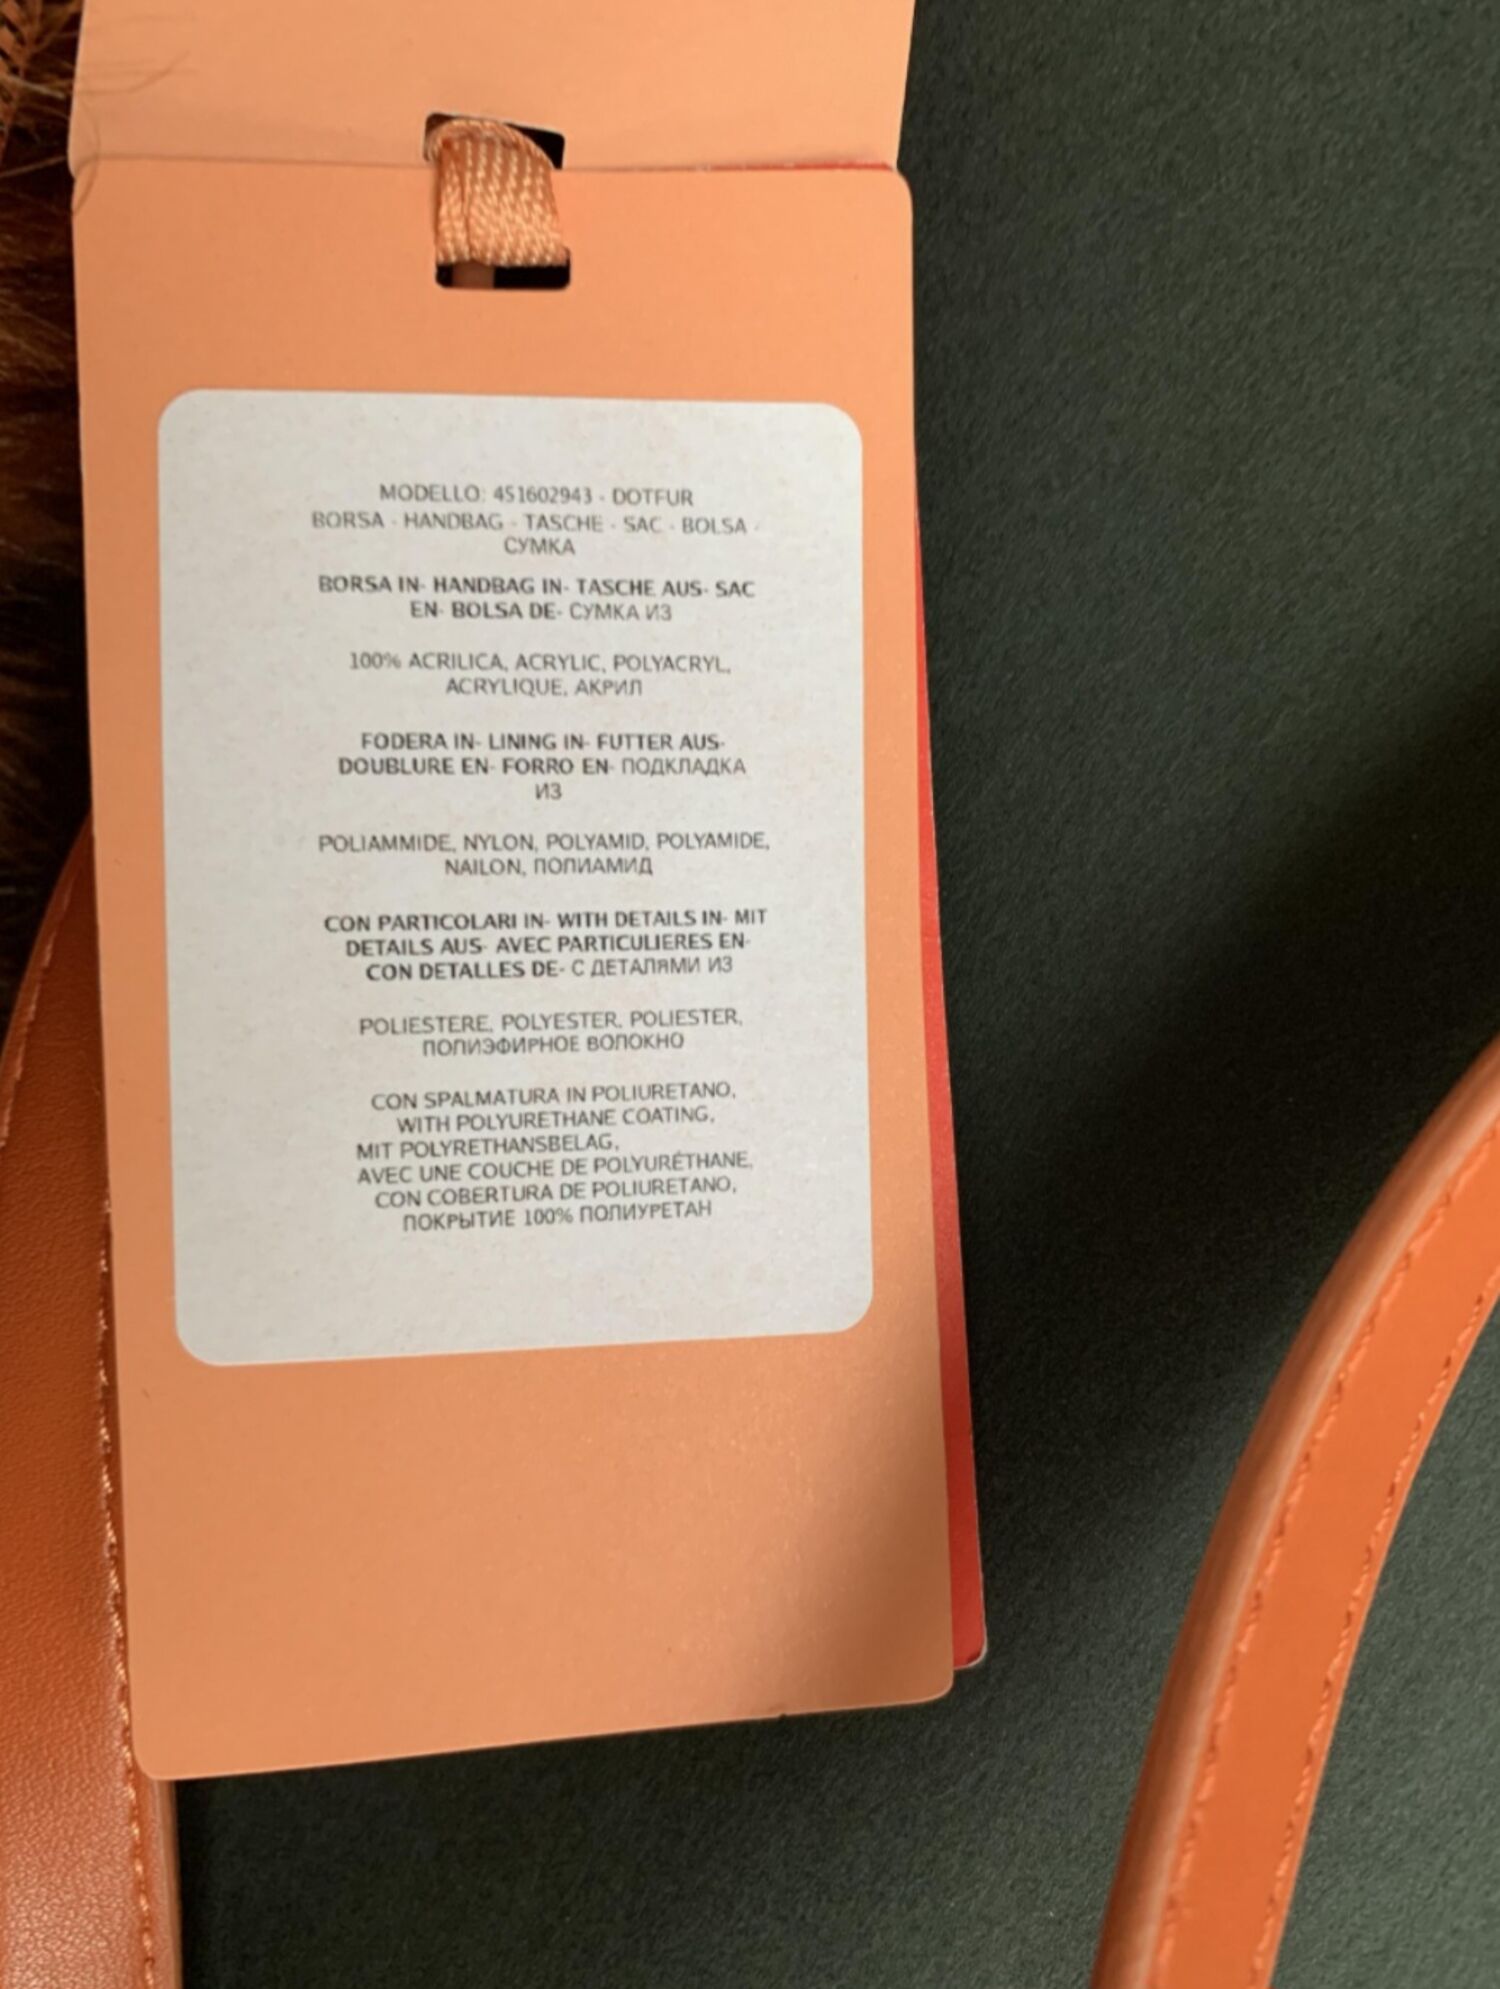 MODELLO: 451602943 - DOTFUR
BORSA - HANDBAG - TASCHE - SAC - BOLSA -
СУМКА
BORSA IN- HANDBAG IN- TASCHE AUS- SAC
EN- BOLSA DE- СУМКА ИЗ
100% ACRILICA, ACRYLIC, POLYACRYL,
ACRYLIQUE, АКРИЛ
FODERA IN- LINING IN- FUTTER AUS-
DOUBLURE EN- FORRO EN- ПОДКЛАДКА
ИЗ
POLIAMMIDE, NYLON, POLYAMID, POLYAMIDE,
NAILON, ПОЛИАМИД
CON PARTICOLARI IN- WITH DETAILS IN- MIT
DETAILS AUS- AVEC PARTICULIERES EN-
CON DETALLES DE- С ДЕТАЛЯМИ ИЗ
POLIESTERE, POLYESTER, POLIESTER,
ПОЛИЭФИРНОЕ ВОЛОКНО
CON SPALMATURA IN POLIURETANO,
WITH POLYURETHANE COATING,
MIT POLYRETHANSBELAG,
AVEC UNE COUCHE DE POLYURÉTHANE,
CON COBERTURA DE POLIURETANO,
ПОКРЫТИЕ 100% ПОЛИУРЕТАН